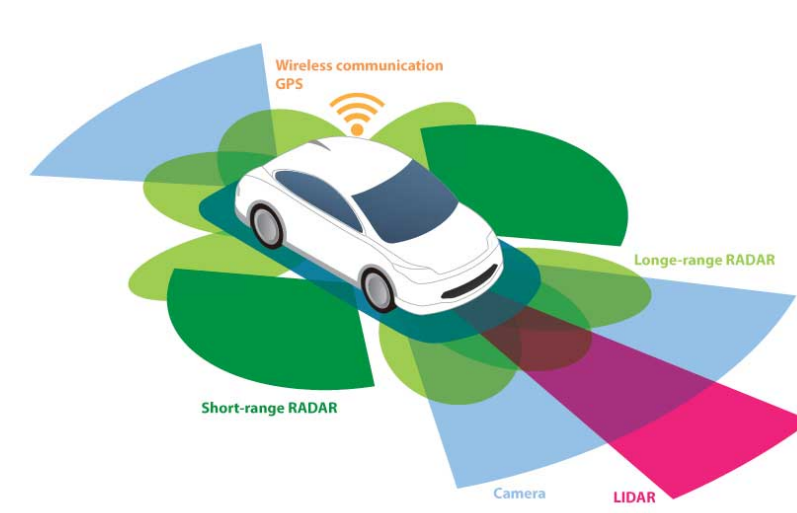 Wireless communication
GPS
Longe-range RADAR
Short-range RADAR
Camera
LIDAR